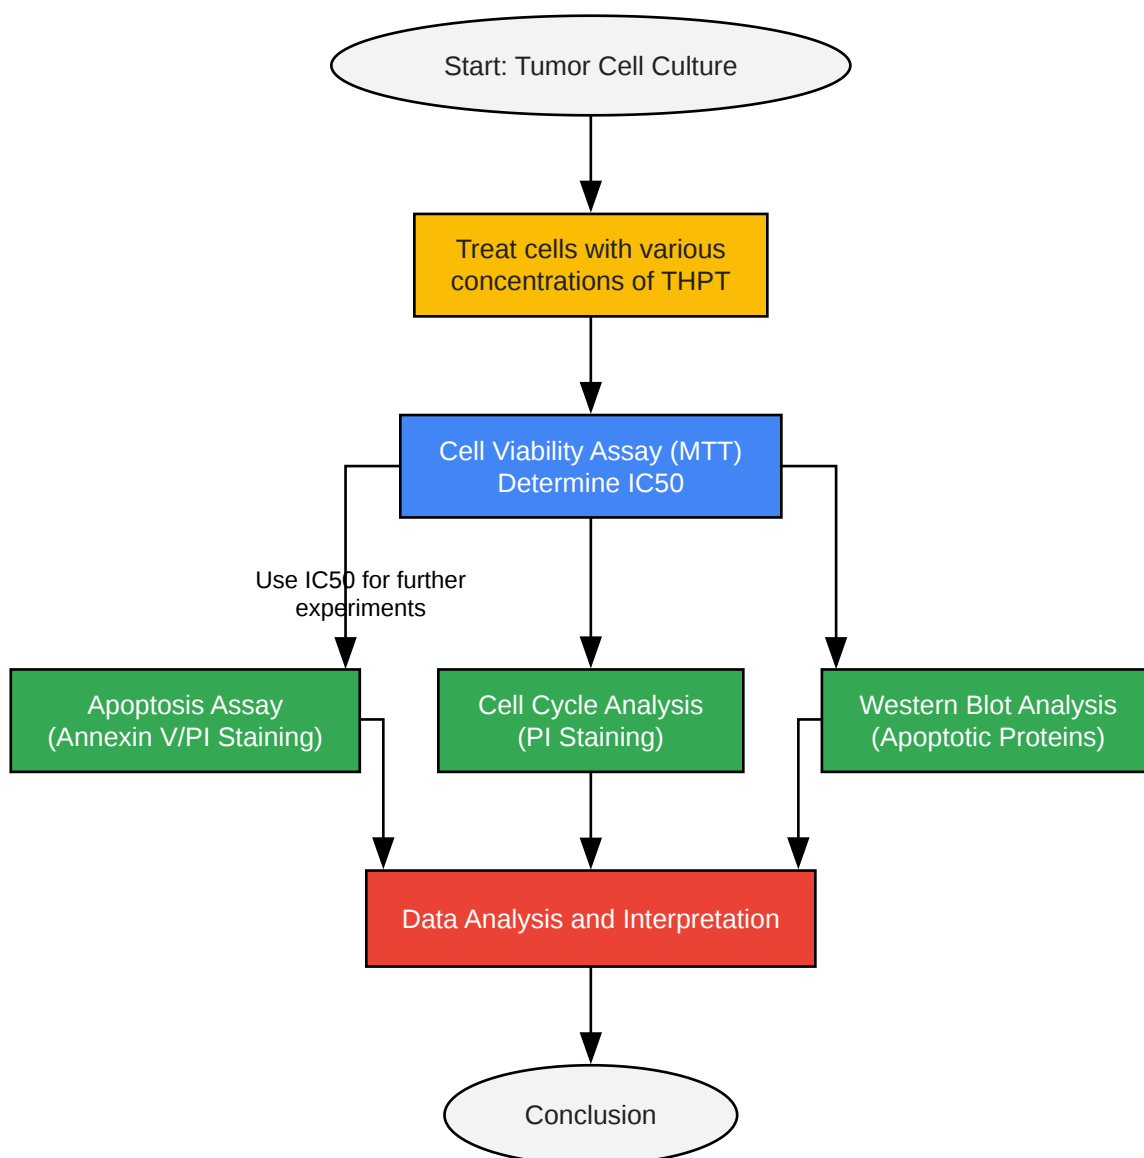 Start: Tumor Cell Culture
Treat cells with various
concentrations of THPT
Cell Viability Assay (MTT)
Determine IC50
Use IC50 for further
experiments
Apoptosis Assay
(Annexin V/PI Staining)
Cell Cycle Analysis
(PI Staining)
Western Blot Analysis
(Apoptotic Proteins)
Data Analysis and Interpretation
Conclusion